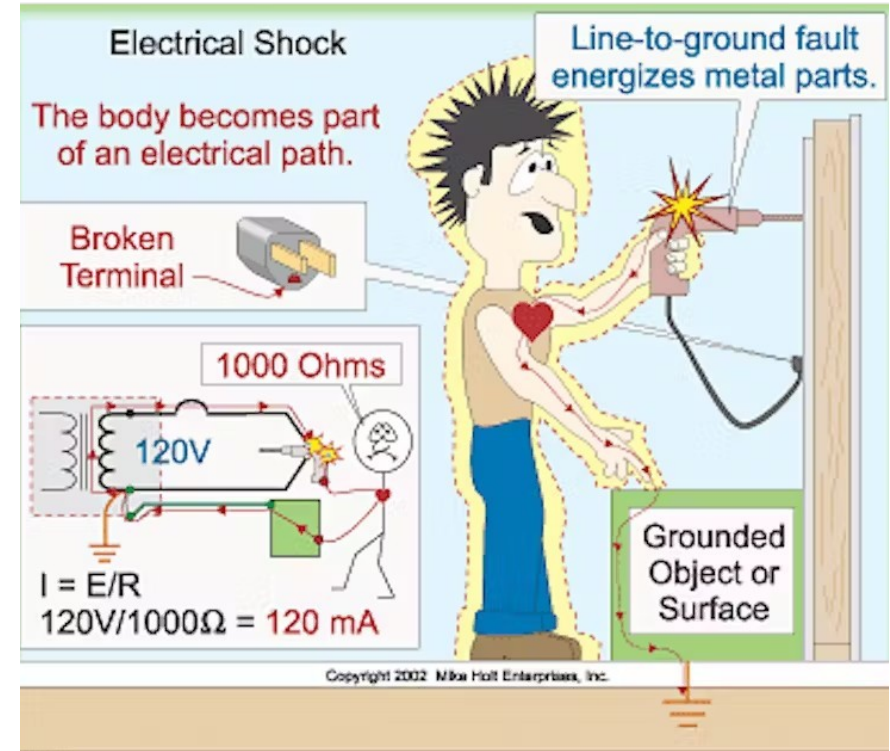 Electrical Shock
Line-to-ground fault
energizes metal parts.
The body becomes part
of an electrical path.
Broken
Terminal
1000 Ohms
120V
I = E/R
120V/1000Ω = 120 mA
Grounded
Object or
Surface
Copyright 2002 Mike Holt Enterprises, Inc.